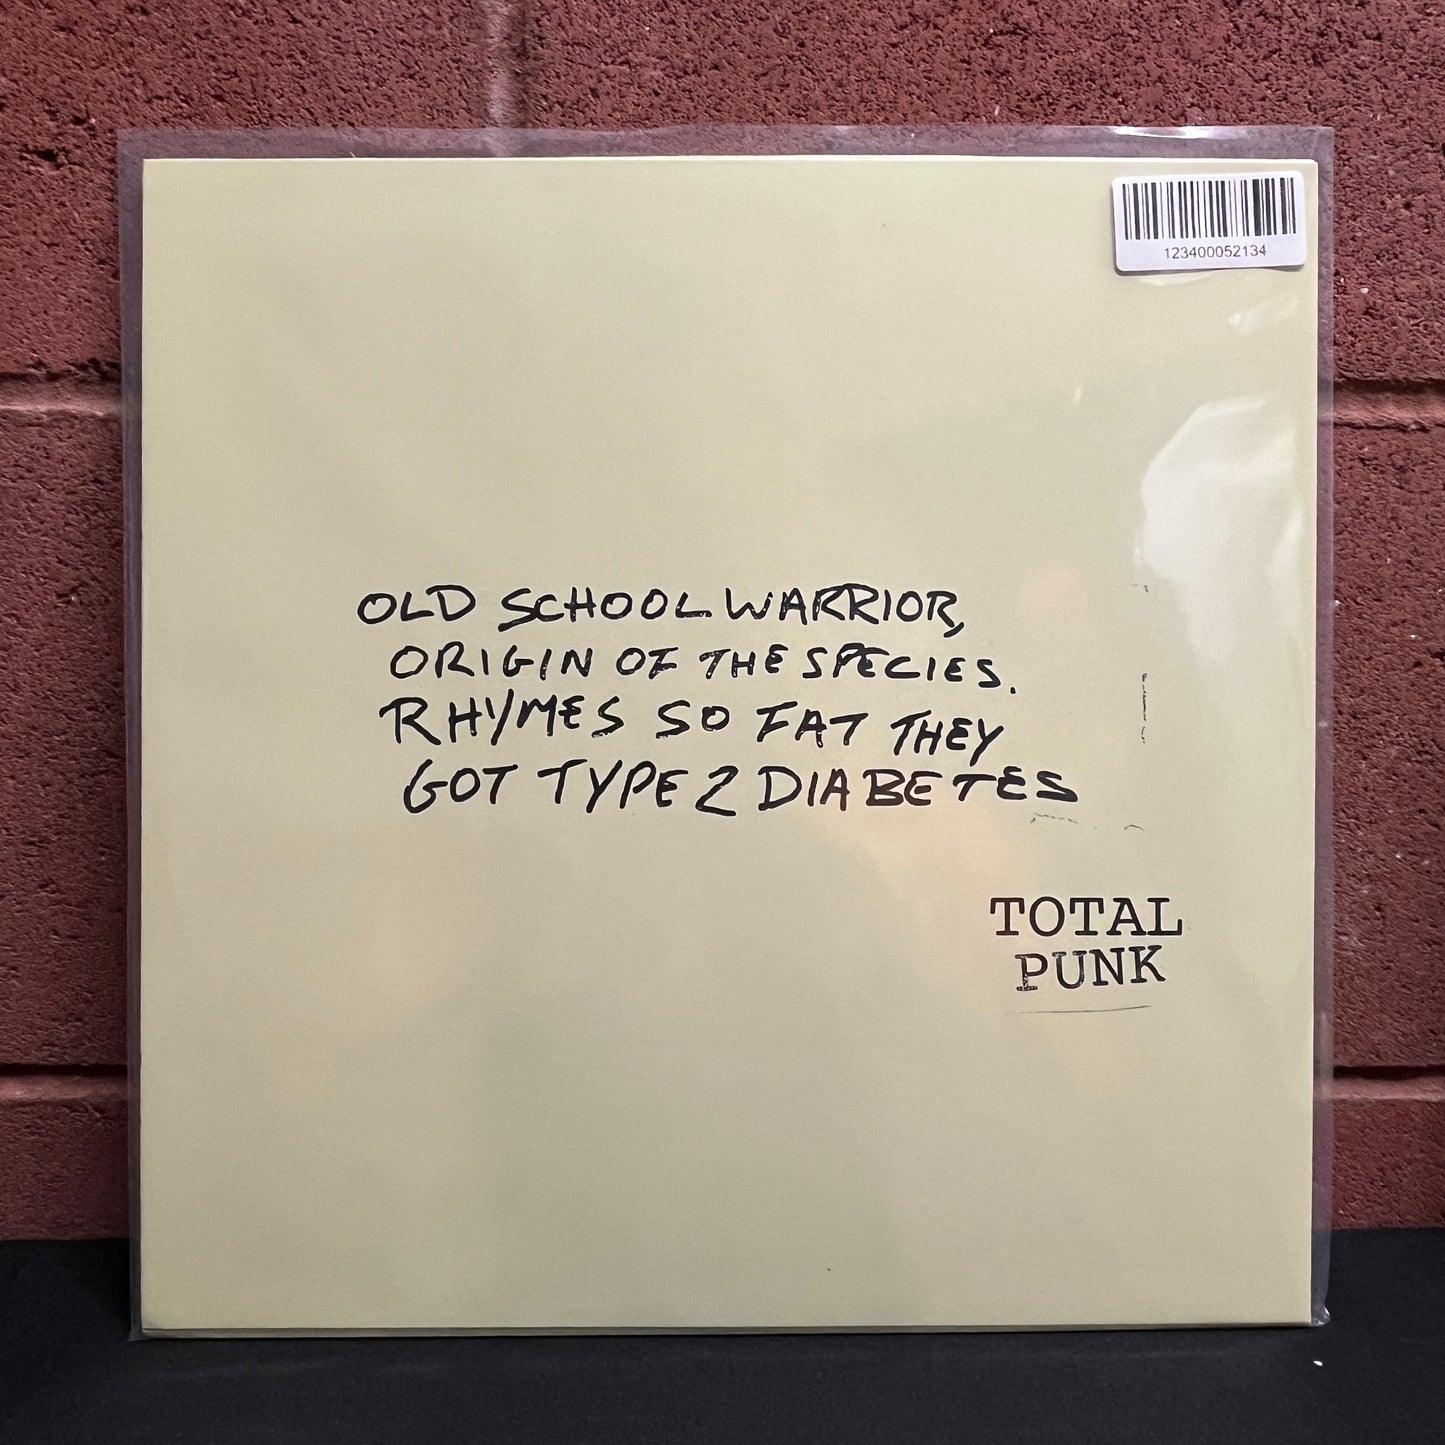 123400052134
OLD SCHOOL WARRIOR,
ORIGIN OF THE SPECIES.
RHYMES SO FAT THEY
GOT TYPE 2 DIABETES
TOTAL
PUNK